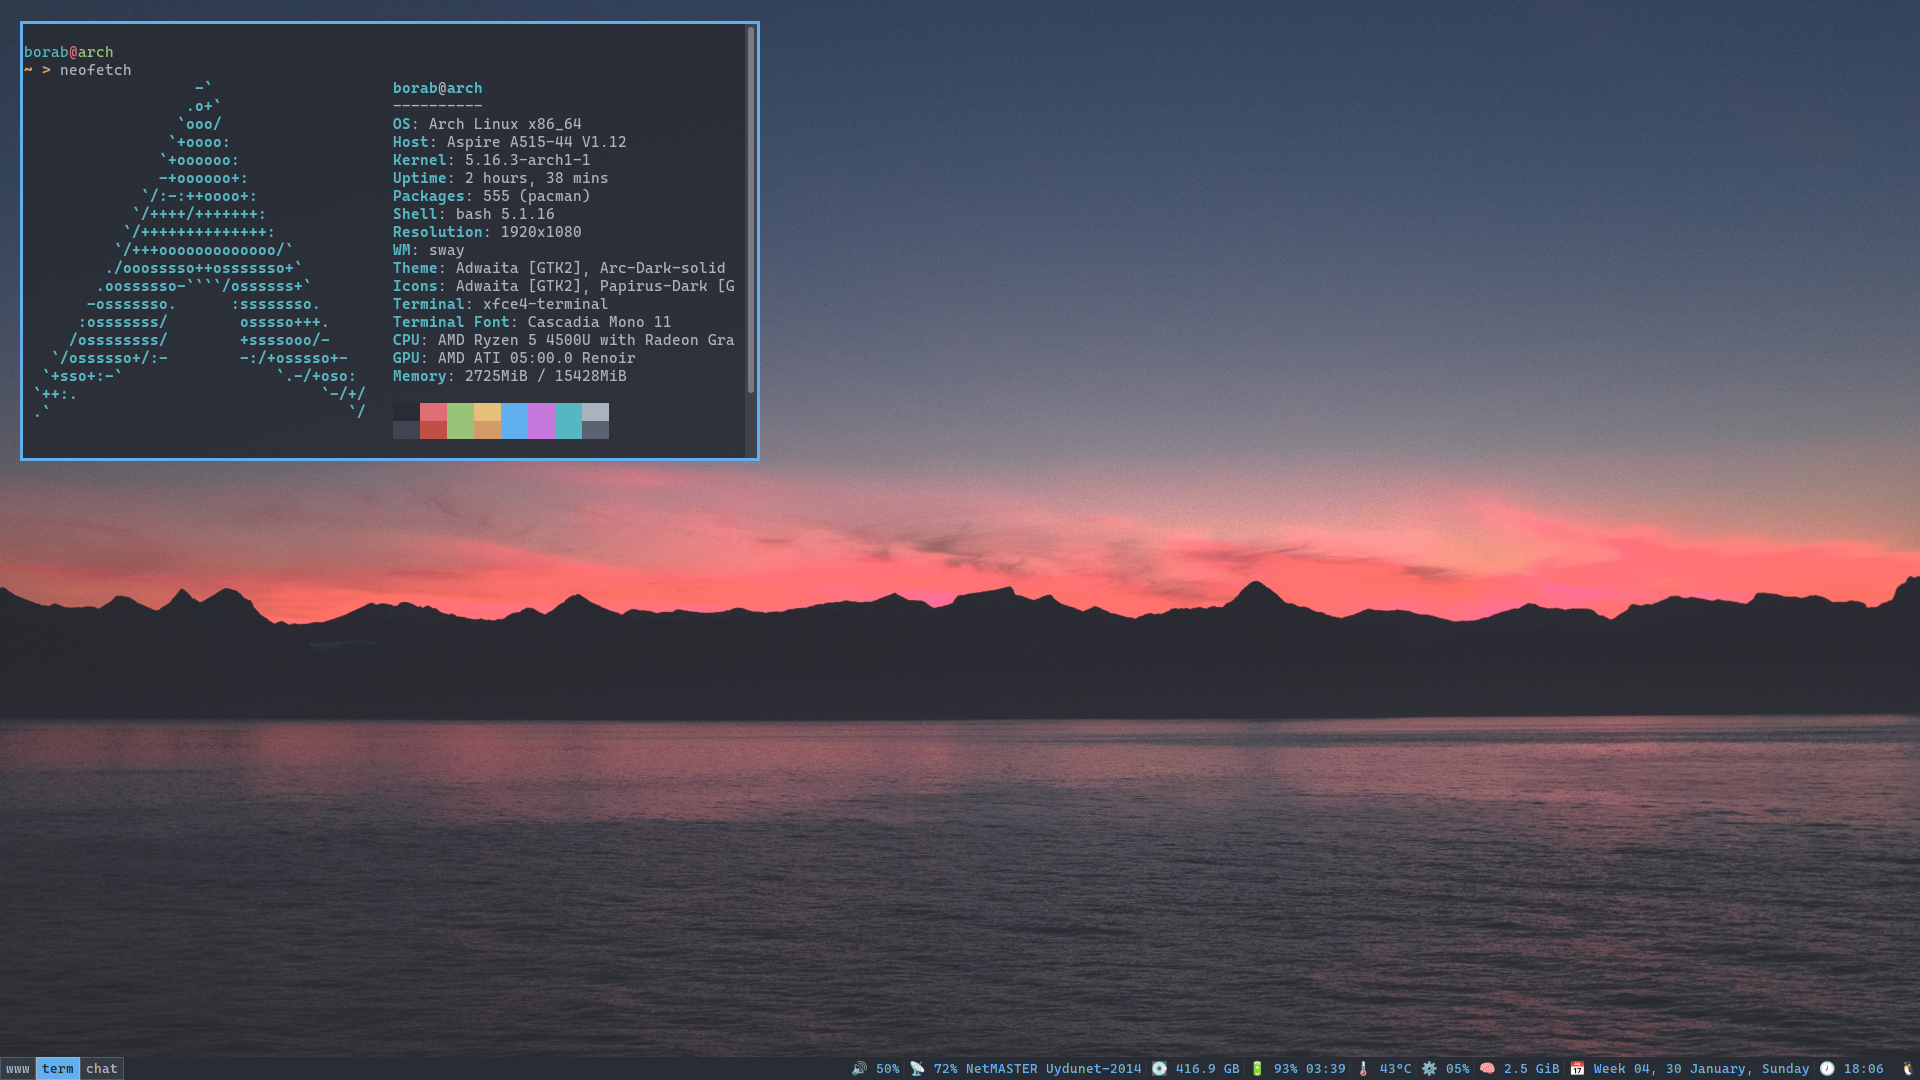 borab@arch
~ > neofetch
borab@arch
----------
OS: Arch Linux x86_64
Host: Aspire A515-44 V1.12
Kernel: 5.16.3-arch1-1
Uptime: 2 hours, 38 mins
Packages: 555 (pacman)
Shell: bash 5.1.16
Resolution: 1920x1080
WM: sway
Theme: Adwaita [GTK2], Arc-Dark-solid
Icons: Adwaita [GTK2], Papirus-Dark [G
Terminal: xfce4-terminal
Terminal Font: Cascadia Mono 11
CPU: AMD Ryzen 5 4500U with Radeon Gra
GPU: AMD ATI 05:00.0 Renoir
Memory: 2725MiB / 15428MiB
www term chat 50% 72% NetMASTER Uydunet-2014 416.9 GB 93% 03:39 43°C 05% 2.5 GiB Week 04, 30 January, Sunday 18:06